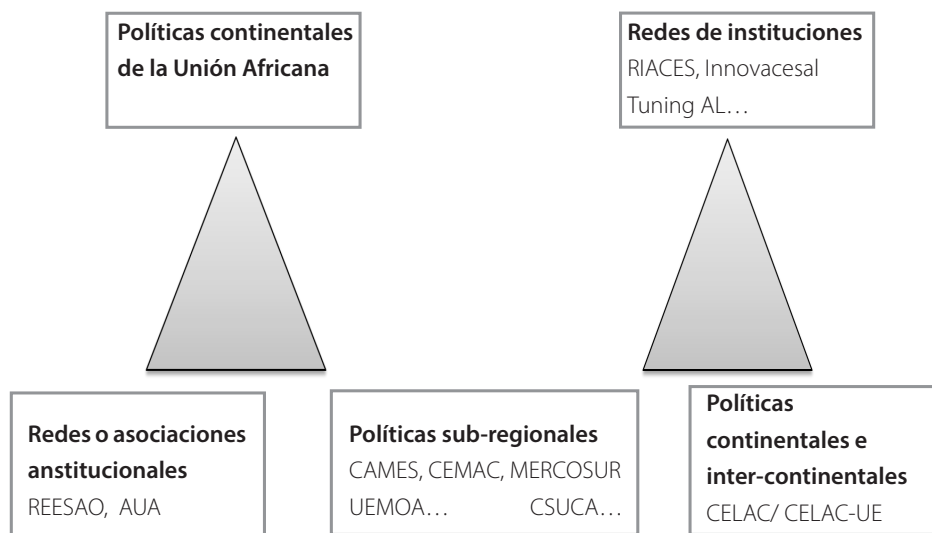 Políticas continentales
de la Unión Africana
Redes de instituciones
RIACES, Innovacesal
Tuning AL…
Redes o asociaciones
anstitucionales
REESAO, AUA
Políticas sub-regionales
CAMES, CEMAC, MERCOSUR
UEMOA… CSUCA…
Políticas
continentales e
inter-continentales
CELAC/ CELAC-UE